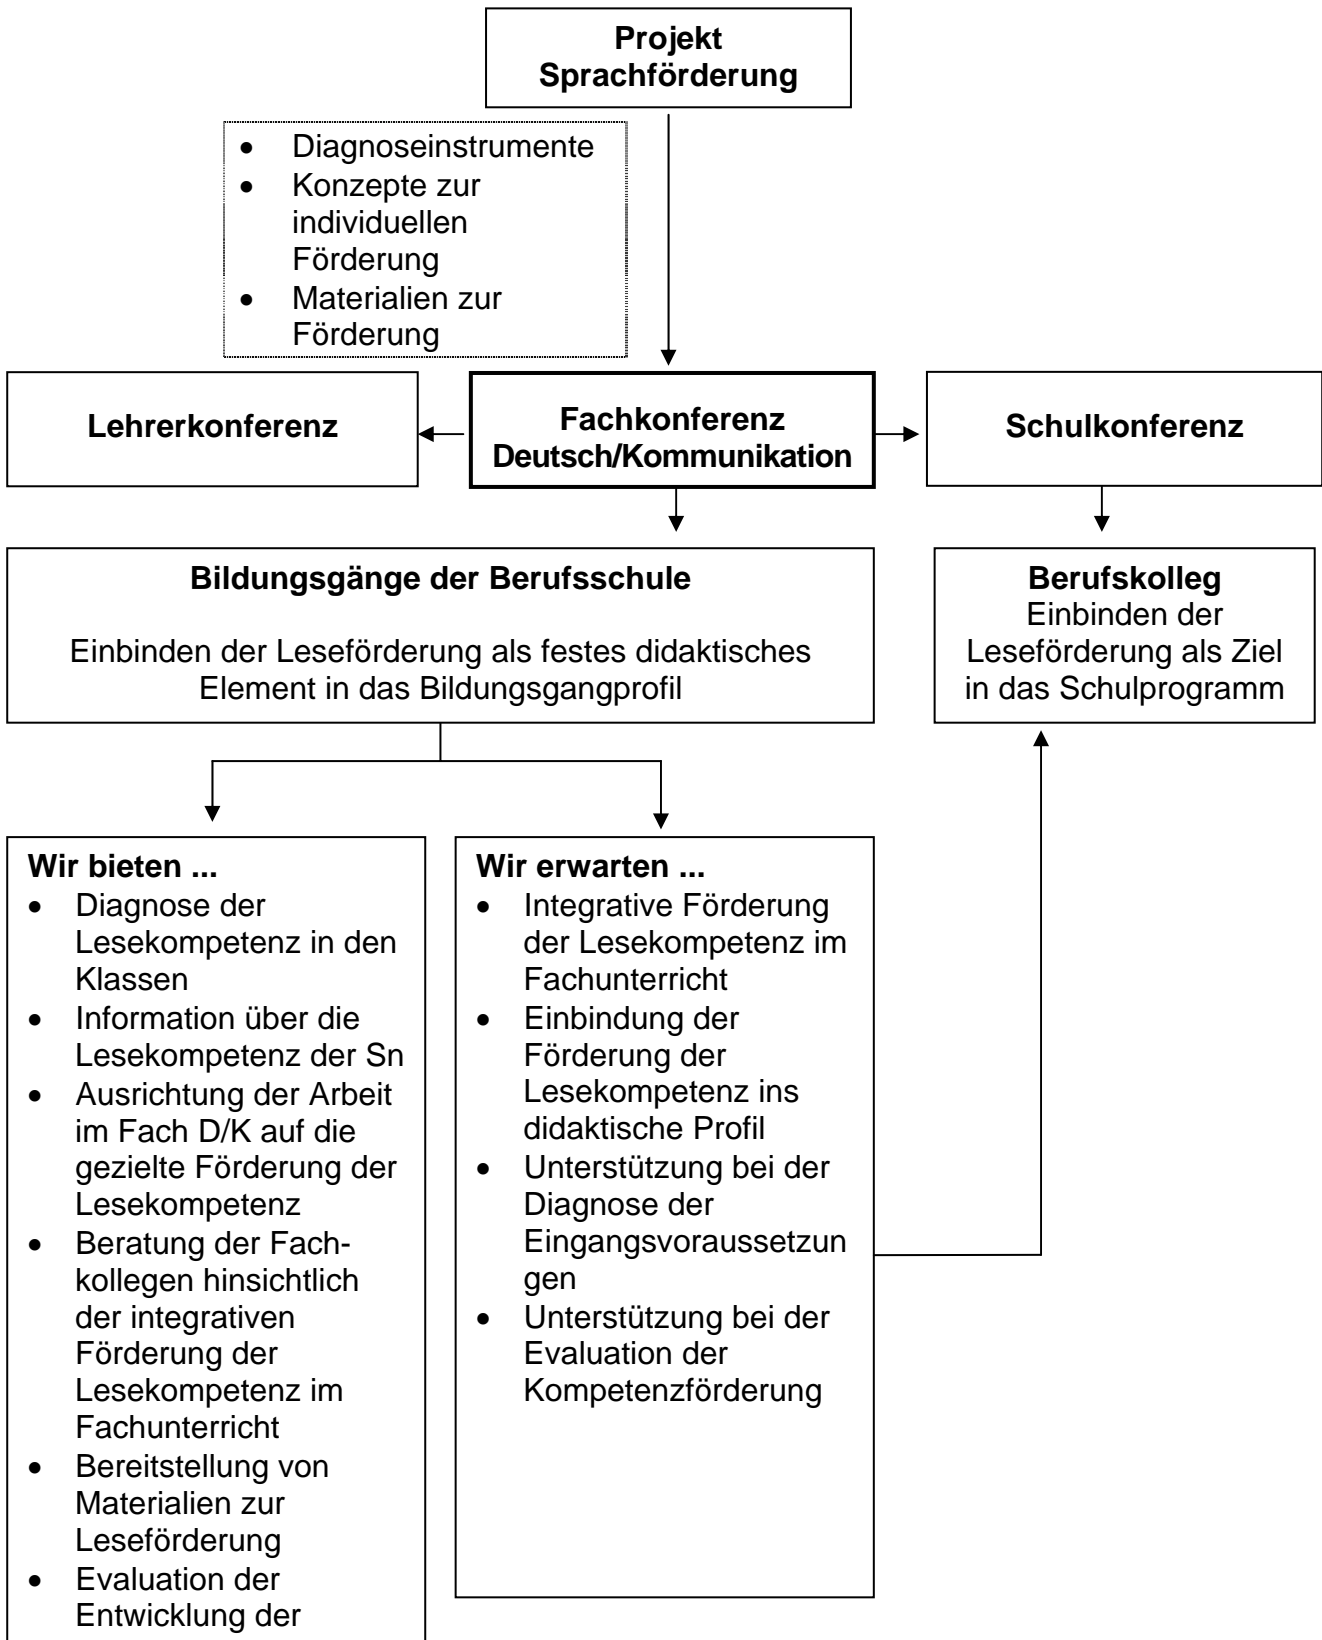 Projekt
Sprachförderung
• Diagnoseinstrumente
• Konzepte zur
individuellen
Förderung
• Materialien zur
Förderung
Lehrerkonferenz
Fachkonferenz
Deutsch/Kommunikation
Schulkonferenz
Bildungsgänge der Berufsschule
Einbinden der Leseförderung als festes didaktisches
Element in das Bildungsgangprofil
Berufskolleg
Einbinden der
Leseförderung als Ziel
in das Schulprogramm
Wir bieten ...
• Diagnose der
Lesekompetenz in den
Klassen
• Information über die
Lesekompetenz der Sn
• Ausrichtung der Arbeit
im Fach D/K auf die
gezielte Förderung der
Lesekompetenz
• Beratung der Fach-
kollegen hinsichtlich
der integrativen
Förderung der
Lesekompetenz im
Fachunterricht
• Bereitstellung von
Materialien zur
Leseförderung
• Evaluation der
Entwicklung der
Wir erwarten ...
• Integrative Förderung
der Lesekompetenz im
Fachunterricht
• Einbindung der
Förderung der
Lesekompetenz ins
didaktische Profil
• Unterstützung bei der
Diagnose der
Eingangsvoraussetzun
gen
• Unterstützung bei der
Evaluation der
Kompetenzförderung